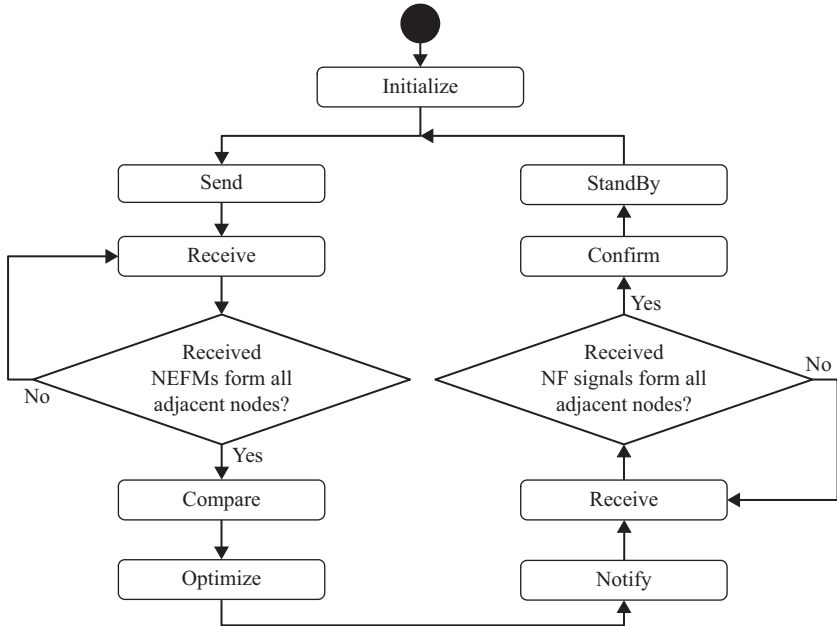 Initialize
Send
Receive
Received
NEFMs form all
adjacent nodes?
No
Yes
Compare
Optimize
Notify
Receive
Received
NF signals form all
adjacent nodes?
No
Yes
Confirm
StandBy